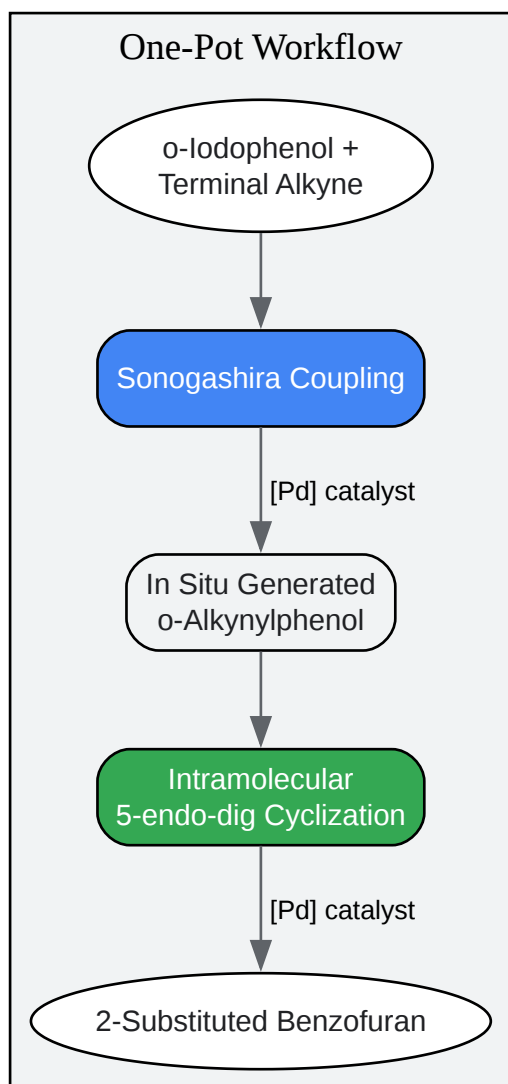 One-Pot Workflow
o-Iodophenol +
Terminal Alkyne
Sonogashira Coupling
[Pd] catalyst
In Situ Generated
o-Alkynylphenol
Intramolecular
5-endo-dig Cyclization
[Pd] catalyst
2-Substituted Benzofuran